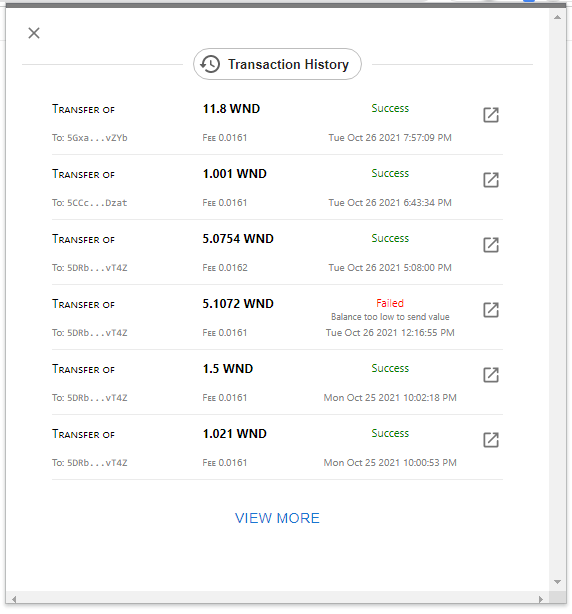 Transaction History
Transfer of 11.8 WND Success
To: 5Gxa...vZYb Fee 0.0161 Tue Oct 26 2021 7:57:09 PM
Transfer of 1.001 WND Success
To: 5CCc...Dzat Fee 0.0161 Tue Oct 26 2021 6:43:34 PM
Transfer of 5.0754 WND Success
To: 5DRb...vT4Z Fee 0.0162 Tue Oct 26 2021 5:08:00 PM
Transfer of 5.1072 WND Failed
Balance too low to send value
To: 5DRb...vT4Z Fee 0.0161 Tue Oct 26 2021 12:16:55 PM
Transfer of 1.5 WND Success
To: 5DRb...vT4Z Fee 0.0161 Mon Oct 25 2021 10:02:18 PM
Transfer of 1.021 WND Success
To: 5DRb...vT4Z Fee 0.0161 Mon Oct 25 2021 10:00:53 PM
VIEW MORE